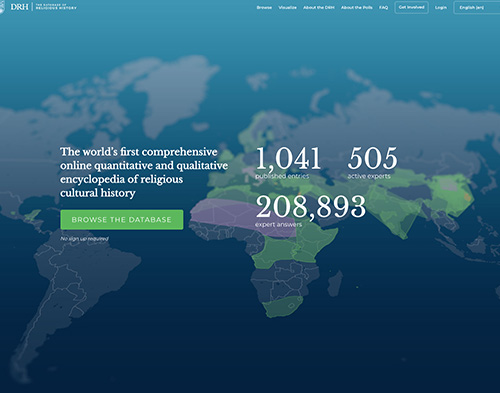 DRH THE DATABASE OF RELIGIOUS HISTORY
Browse Visualize About the DRH About the Polls FAQ Get involved Login English (en)
The world's first comprehensive
online quantitative and qualitative
encyclopedia of religious
cultural history
BROWSE THE DATABASE
No sign up required
1,041 505
published entries active experts
208,893
expert answers